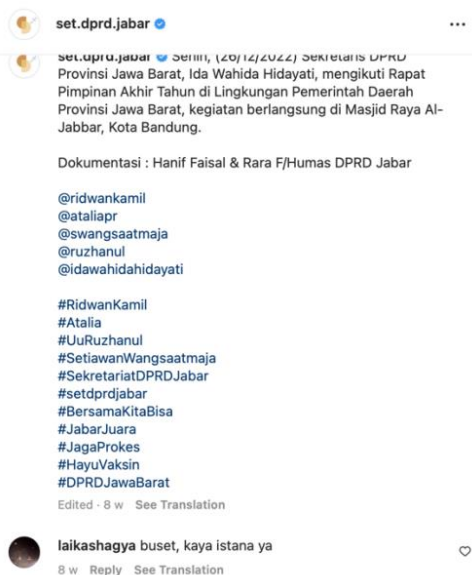 set.dprd.jabar
set.dprd.jabar Senin, (26/12/2022) Sekretaris DPRD
Provinsi Jawa Barat, Ida Wahida Hidayati, mengikuti Rapat
Pimpinan Akhir Tahun di Lingkungan Pemerintah Daerah
Provinsi Jawa Barat, kegiatan berlangsung di Masjid Raya Al-
Jabbar, Kota Bandung.
Dokumentasi : Hanif Faisal & Rara F/Humas DPRD Jabar
@ridwankamil
@ataliapr
@swangsaatmaja
@ruzhanul
@idawahidahidayati
#RidwanKamil
#Atalia
#UuRuzhanul
#SetiawanWangsaatmaja
#SekretariatDPRDJabar
#setdprdjabar
#BersamaKitaBisa
#JabarJuara
#JagaProkes
#HayuVaksin
#DPRDJawaBarat
Edited · 8 w See Translation
laikashagya buset, kaya istana ya
8 w Reply See Translation